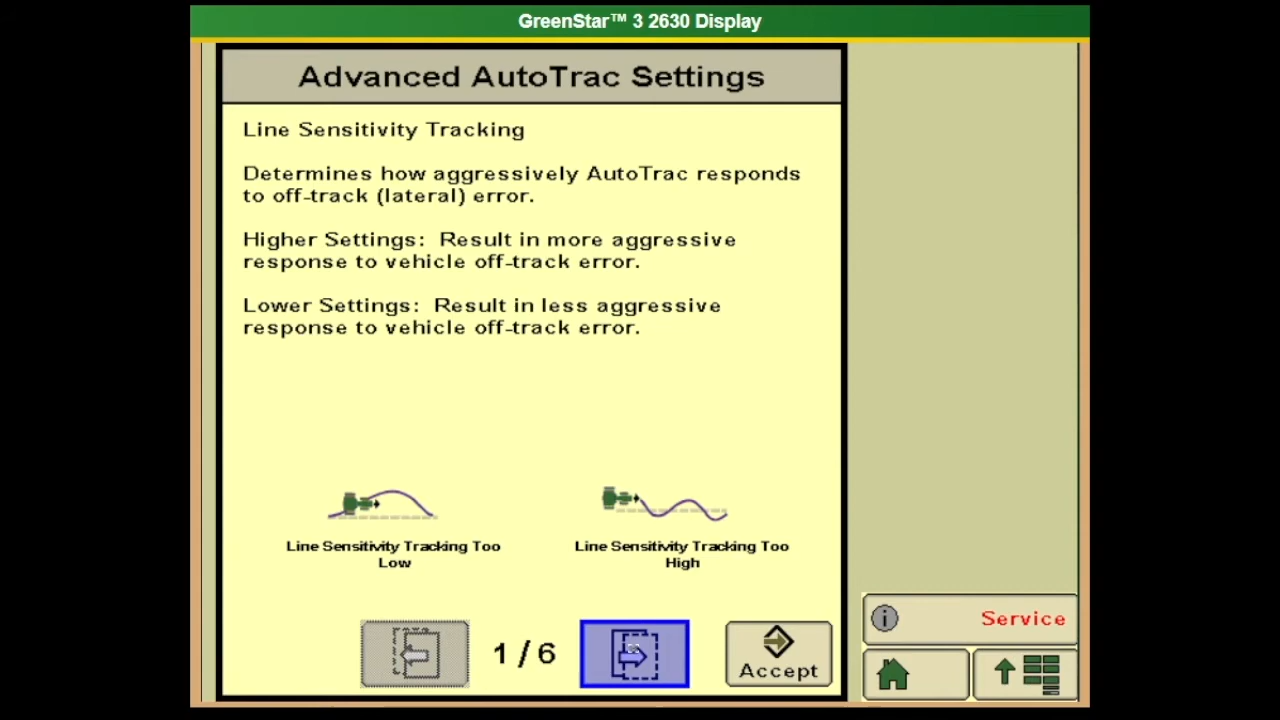 GreenStar™ 3 2630 Display
Advanced AutoTrac Settings
Line Sensitivity Tracking
Determines how aggressively AutoTrac responds
to off-track (lateral) error.
Higher Settings: Result in more aggressive
response to vehicle off-track error.
Lower Settings: Result in less aggressive
response to vehicle off-track error.
Line Sensitivity Tracking Too
Low
Line Sensitivity Tracking Too
High
1 / 6
Accept
Service